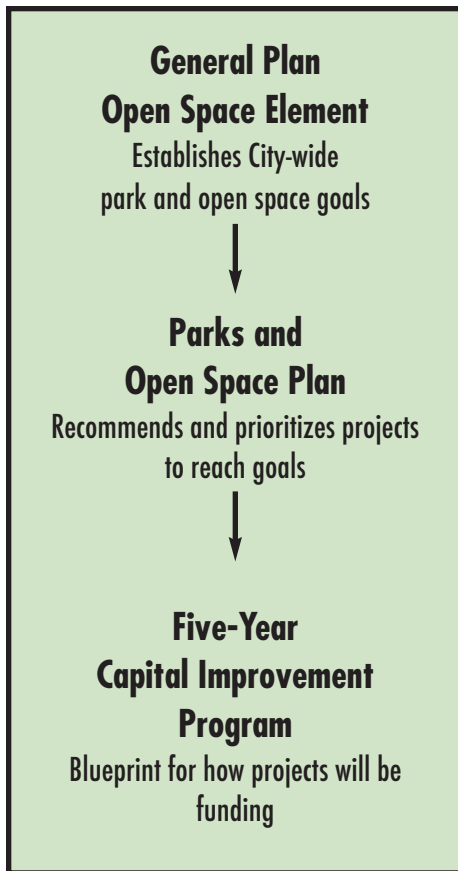 General Plan
Open Space Element
Establishes City-wide
park and open space goals
Parks and
Open Space Plan
Recommends and prioritizes projects
to reach goals
Five-Year
Capital Improvement
Program
Blueprint for how projects will be
funding